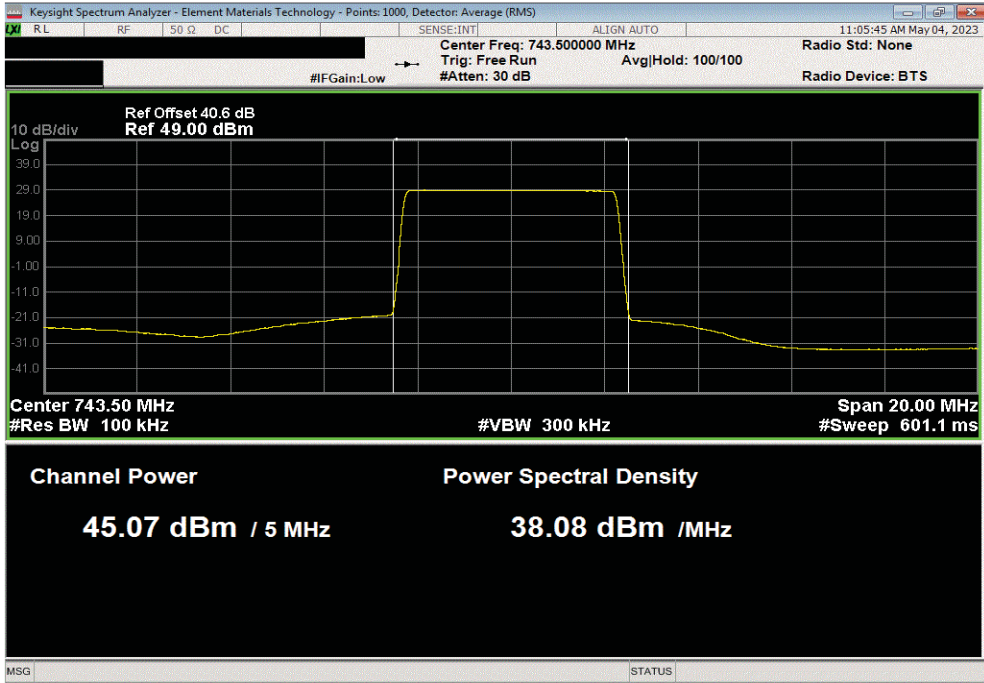 Keysight Spectrum Analyzer - Element Materials Technology - Points: 1000, Detector: Average (RMS)
LXI RL RF 50 Ω DC SENSE:INT ALIGN AUTO 11:05:45 AM May 04, 2023
Center Freq: 743.500000 MHz Radio Std: None
Trig: Free Run Avg|Hold: 100/100
#IFGain:Low #Atten: 30 dB Radio Device: BTS
Ref Offset 40.6 dB
10 dB/div Ref 49.00 dBm
Log
39.0
29.0
19.0
9.00
-1.00
-11.0
-21.0
-31.0
-41.0
Center 743.50 MHz Span 20.00 MHz
#Res BW 100 kHz #VBW 300 kHz #Sweep 601.1 ms
Channel Power Power Spectral Density
45.07 dBm / 5 MHz 38.08 dBm /MHz
MSG STATUS